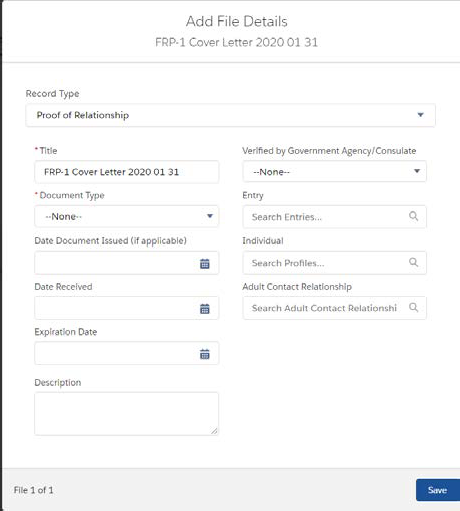 Add File Details
FRP-1 Cover Letter 2020 01 31
Record Type
Proof of Relationship
*Title
FRP-1 Cover Letter 2020 01 31
Verified by Government Agency/Consulate
--None--
*Document Type
--None--
Entry
Search Entries...
Date Document Issued (if applicable)
Individual
Search Profiles...
Date Received
Adult Contact Relationship
Search Adult Contact Relationshi
Expiration Date
Description
File 1 of 1
Save